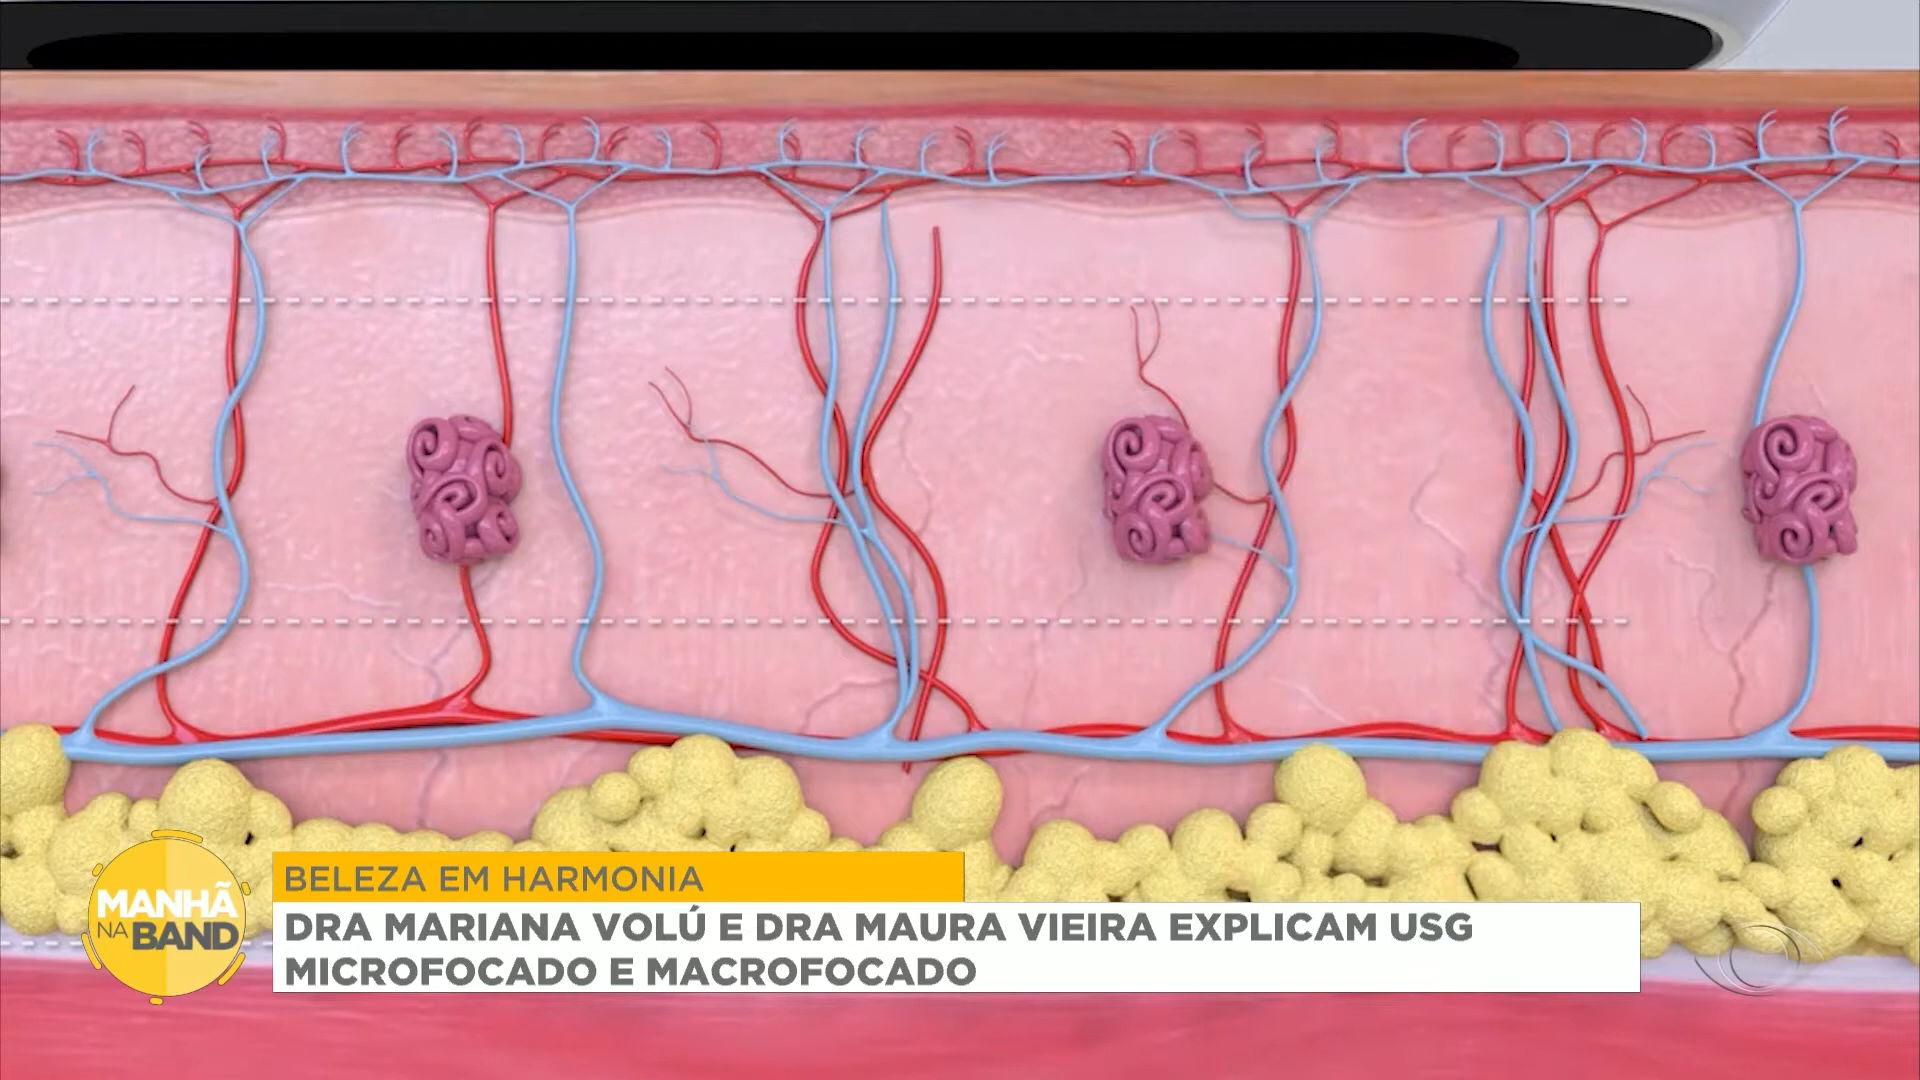 BELEZA EM HARMONIA
MANHÃ
NA BAND
DRA MARIANA VOLÚ E DRA MAURA VIEIRA EXPLICAM USG
MICROFOCADO E MACROFOCADO